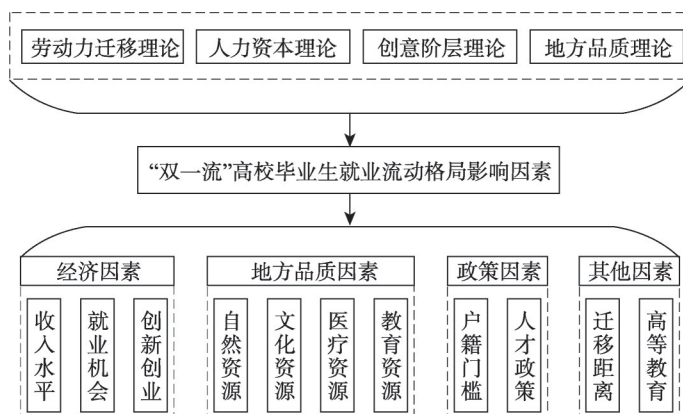 劳动力迁移理论
人力资本理论
创意阶层理论
地方品质理论
“双一流”高校毕业生就业流动格局影响因素
经济因素
地方品质因素
政策因素
其他因素
收入水平
就业机会
创新创业
自然资源
文化资源
医疗资源
教育资源
户籍门槛
人才政策
迁移距离
高等教育